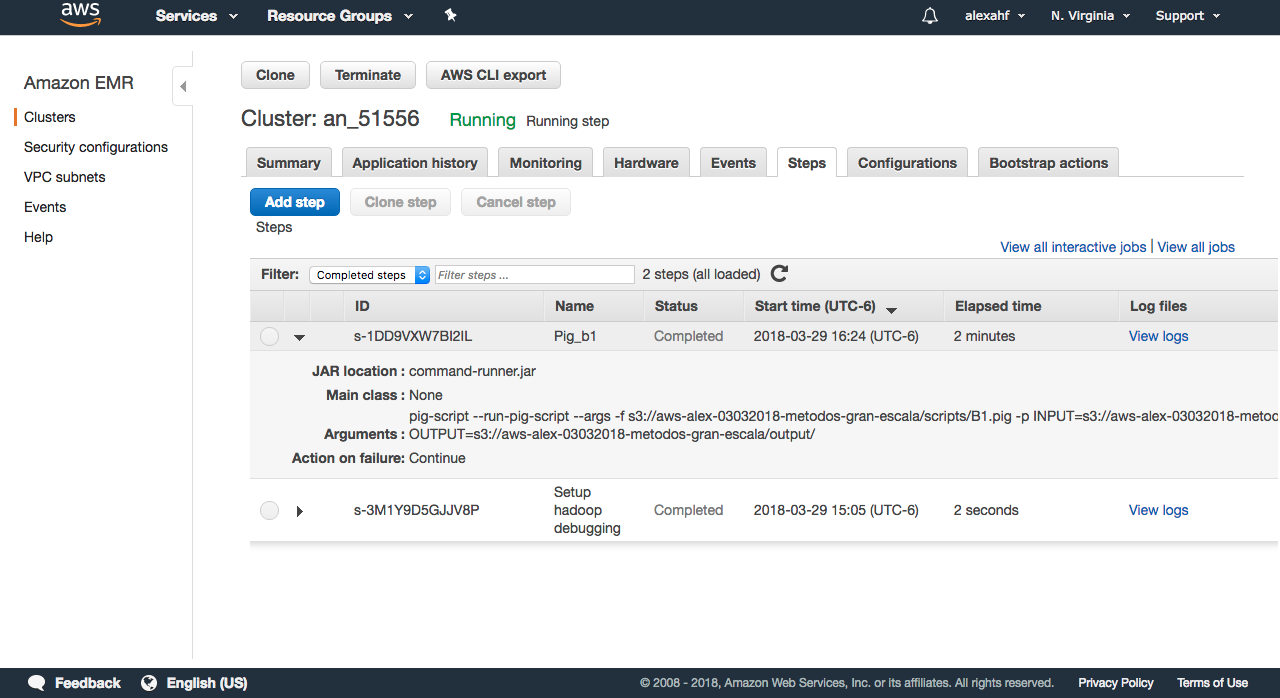 aws Services Resource Groups alexahf N. Virginia Support
Amazon EMR
Clusters
Security configurations
VPC subnets
Events
Help
Clone Terminate AWS CLI export
Cluster: an_51556 Running Running step
Summary Application history Monitoring Hardware Events Steps Configurations Bootstrap actions
Add step Clone step Cancel step
Steps
View all interactive jobs | View all jobs
Filter: Completed steps Filter steps ... 2 steps (all loaded)
ID Name Status Start time (UTC-6) Elapsed time Log files
s-1DD9VXW7BI2IL Pig_b1 Completed 2018-03-29 16:24 (UTC-6) 2 minutes View logs
JAR location : command-runner.jar
Main class : None
pig-script --run-pig-script --args -f s3://aws-alex-03032018-metodos-gran-escala/scripts/B1.pig -p INPUT=s3://aws-alex-03032018-metodo
Arguments : OUTPUT=s3://aws-alex-03032018-metodos-gran-escala/output/
Action on failure: Continue
s-3M1Y9D5GJJV8P Setup hadoop debugging Completed 2018-03-29 15:05 (UTC-6) 2 seconds View logs
Feedback English (US) © 2008 - 2018, Amazon Web Services, Inc. or its affiliates. All rights reserved. Privacy Policy Terms of Use